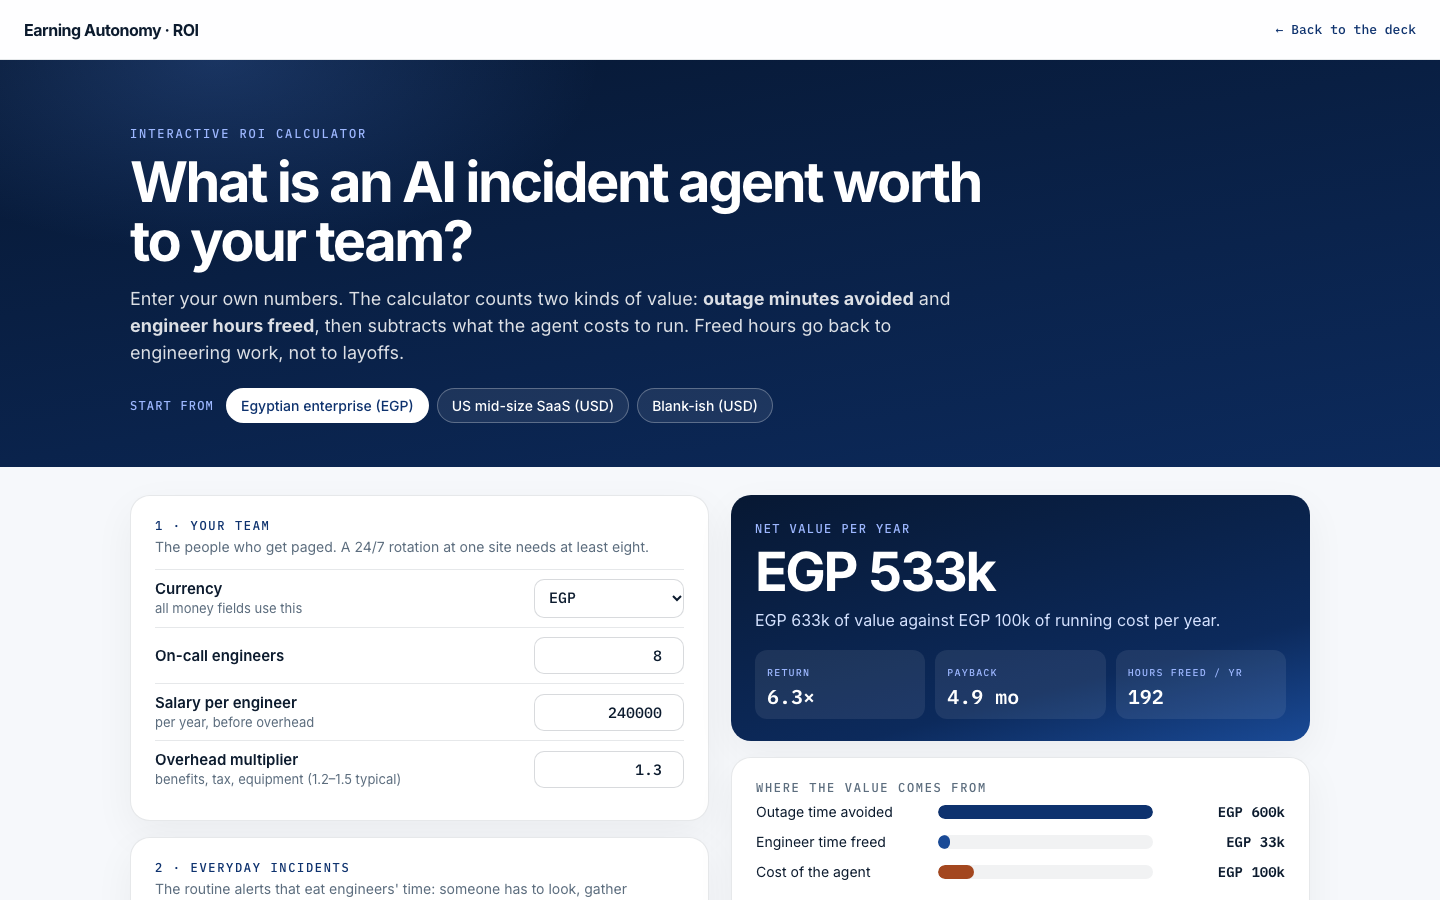 Earning Autonomy · ROI
← Back to the deck
INTERACTIVE ROI CALCULATOR
What is an AI incident agent worth
to your team?
Enter your own numbers. The calculator counts two kinds of value: outage minutes avoided and
engineer hours freed, then subtracts what the agent costs to run. Freed hours go back to
engineering work, not to layoffs.
START FROM
Egyptian enterprise (EGP)
US mid-size SaaS (USD)
Blank-ish (USD)
1 · YOUR TEAM
The people who get paged. A 24/7 rotation at one site needs at least eight.
Currency
all money fields use this
EGP
On-call engineers
8
Salary per engineer
per year, before overhead
240000
Overhead multiplier
benefits, tax, equipment (1.2–1.5 typical)
1.3
2 · EVERYDAY INCIDENTS
The routine alerts that eat engineers' time: someone has to look, gather
NET VALUE PER YEAR
EGP 533k
EGP 633k of value against EGP 100k of running cost per year.
RETURN
6.3×
PAYBACK
4.9 mo
HOURS FREED / YR
192
WHERE THE VALUE COMES FROM
Outage time avoided
EGP 600k
Engineer time freed
EGP 33k
Cost of the agent
EGP 100k